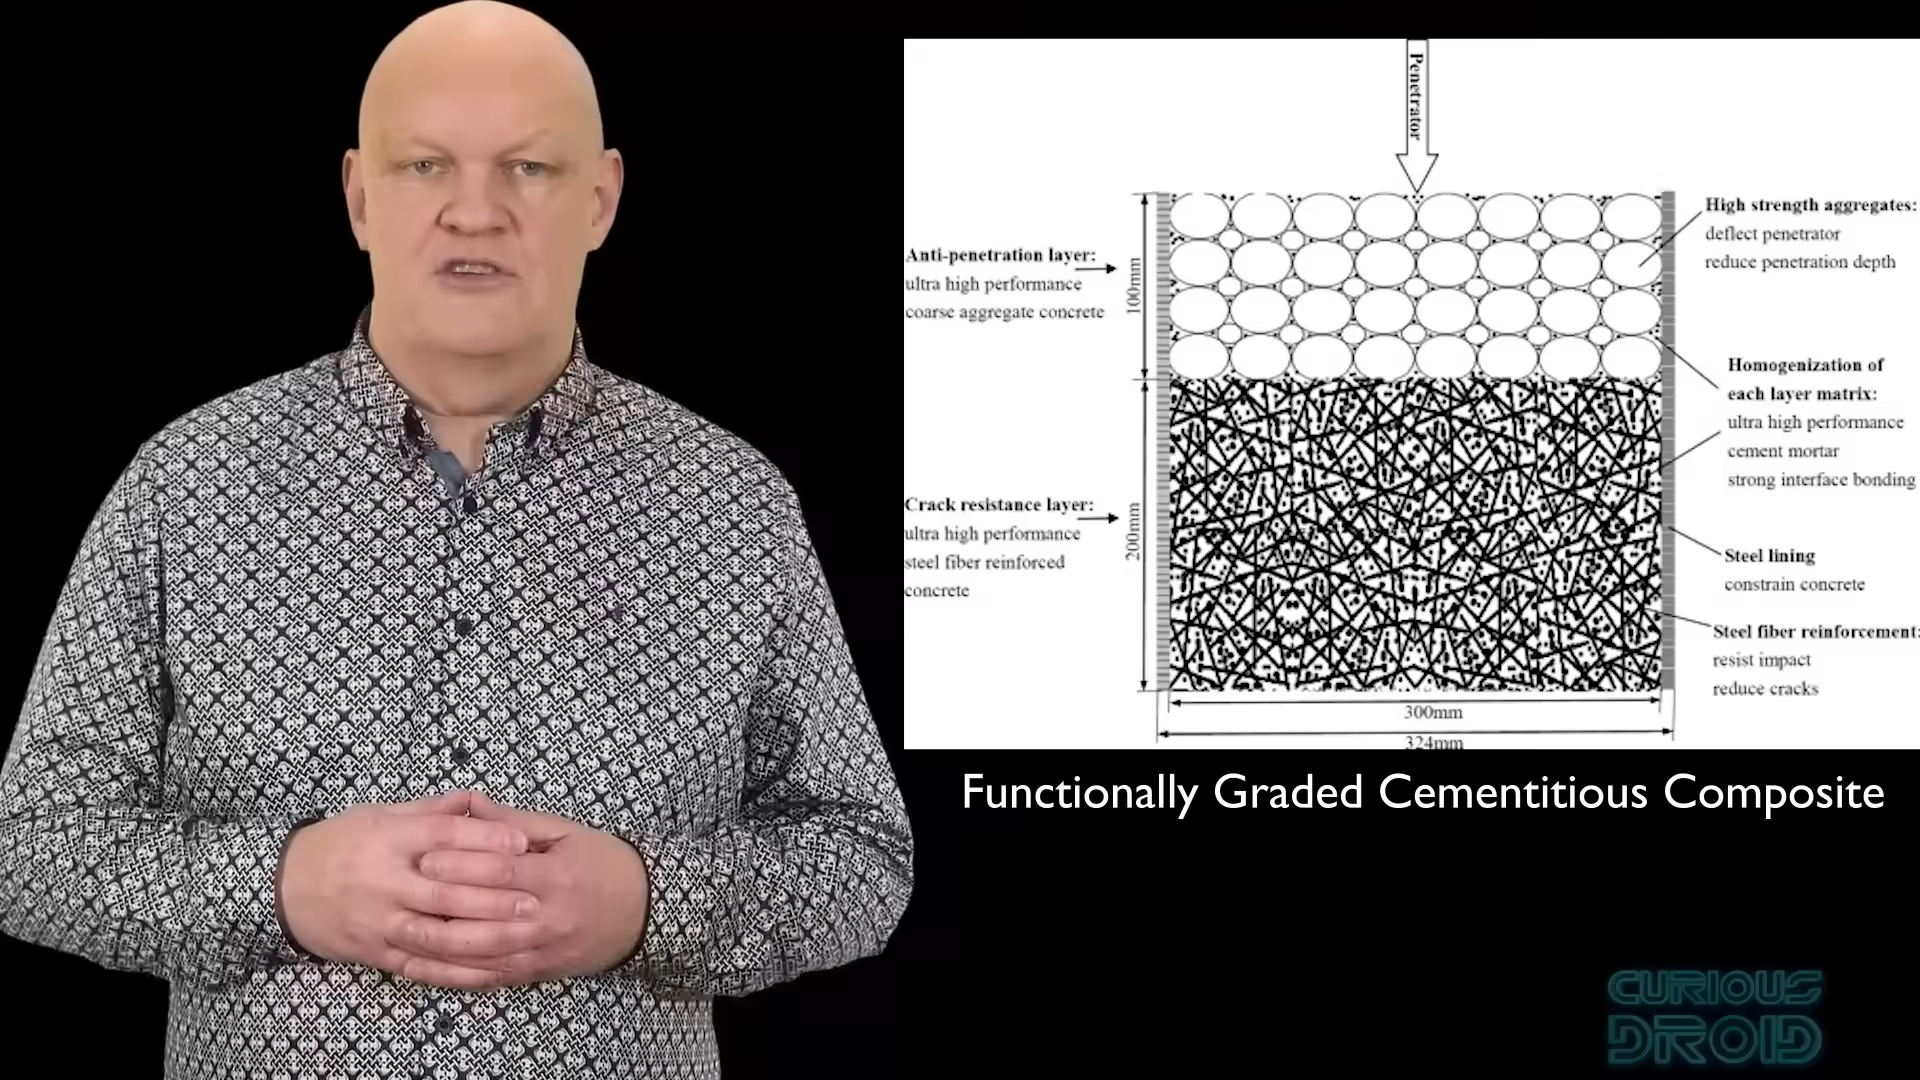 Penetrator
Anti-penetration layer:
ultra high performance
coarse aggregate concrete
100mm
High strength aggregates:
deflect penetrator
reduce penetration depth
Homogenization of
each layer matrix:
ultra high performance
cement mortar
strong interface bonding
Crack resistance layer:
ultra high performance
steel fiber reinforced
concrete
200mm
Steel lining
constrain concrete
Steel fiber reinforcement:
resist impact
reduce cracks
300mm
324mm
Functionally Graded Cementitious Composite
CURIOUS
DROID